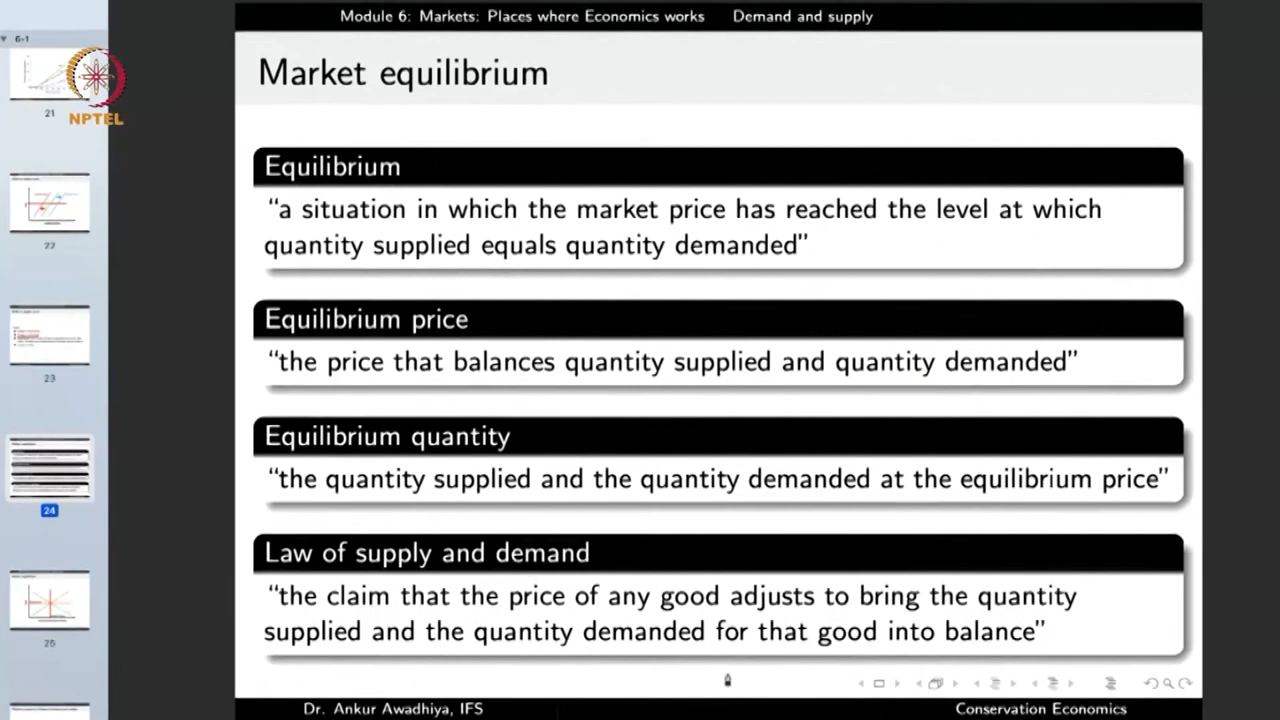 Module 6: Markets: Places where Economics works Demand and supply
6-1
NPTEL
21
22
23
24
25
Market equilibrium
Equilibrium
“a situation in which the market price has reached the level at which
quantity supplied equals quantity demanded”
Equilibrium price
“the price that balances quantity supplied and quantity demanded”
Equilibrium quantity
“the quantity supplied and the quantity demanded at the equilibrium price”
Law of supply and demand
“the claim that the price of any good adjusts to bring the quantity
supplied and the quantity demanded for that good into balance”
Dr. Ankur Awadhiya, IFS Conservation Economics